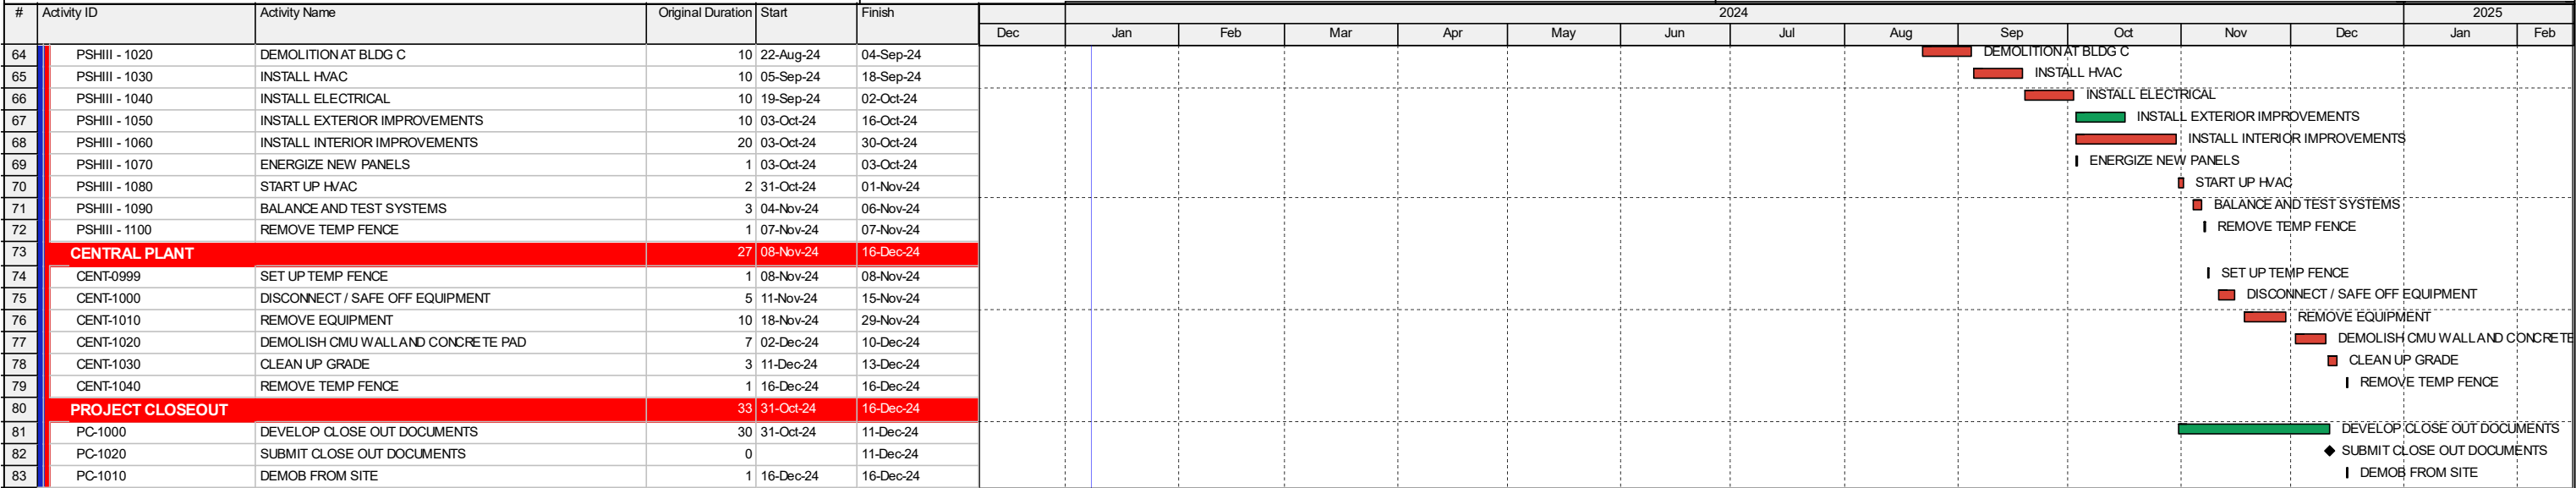 # Activity ID Activity Name Original Duration Start Finish 2024 2025
Dec Jan Feb Mar Apr May Jun Jul Aug Sep Oct Nov Dec Jan Feb
64 PSHIII - 1020 DEMOLITION AT BLDG C 10 22-Aug-24 04-Sep-24 DEMOLITION AT BLDG C
65 PSHIII - 1030 INSTALL HVAC 10 05-Sep-24 18-Sep-24 INSTALL HVAC
66 PSHIII - 1040 INSTALL ELECTRICAL 10 19-Sep-24 02-Oct-24 INSTALL ELECTRICAL
67 PSHIII - 1050 INSTALL EXTERIOR IMPROVEMENTS 10 03-Oct-24 16-Oct-24 INSTALL EXTERIOR IMPROVEMENTS
68 PSHIII - 1060 INSTALL INTERIOR IMPROVEMENTS 20 03-Oct-24 30-Oct-24 INSTALL INTERIOR IMPROVEMENTS
69 PSHIII - 1070 ENERGIZE NEW PANELS 1 03-Oct-24 03-Oct-24 ENERGIZE NEW PANELS
70 PSHIII - 1080 START UP HVAC 2 31-Oct-24 01-Nov-24 START UP HVAC
71 PSHIII - 1090 BALANCE AND TEST SYSTEMS 3 04-Nov-24 06-Nov-24 BALANCE AND TEST SYSTEMS
72 PSHIII - 1100 REMOVE TEMP FENCE 1 07-Nov-24 07-Nov-24 REMOVE TEMP FENCE
73 CENTRAL PLANT 27 08-Nov-24 16-Dec-24
74 CENT-0999 SET UP TEMP FENCE 1 08-Nov-24 08-Nov-24 SET UP TEMP FENCE
75 CENT-1000 DISCONNECT / SAFE OFF EQUIPMENT 5 11-Nov-24 15-Nov-24 DISCONNECT / SAFE OFF EQUIPMENT
76 CENT-1010 REMOVE EQUIPMENT 10 18-Nov-24 29-Nov-24 REMOVE EQUIPMENT
77 CENT-1020 DEMOLISH CMU WALL AND CONCRETE PAD 7 02-Dec-24 10-Dec-24 DEMOLISH CMU WALL AND CONCRETE
78 CENT-1030 CLEAN UP GRADE 3 11-Dec-24 13-Dec-24 CLEAN UP GRADE
79 CENT-1040 REMOVE TEMP FENCE 1 16-Dec-24 16-Dec-24 REMOVE TEMP FENCE
80 PROJECT CLOSEOUT 33 31-Oct-24 16-Dec-24
81 PC-1000 DEVELOP CLOSE OUT DOCUMENTS 30 31-Oct-24 11-Dec-24 DEVELOP CLOSE OUT DOCUMENTS
82 PC-1020 SUBMIT CLOSE OUT DOCUMENTS 0 11-Dec-24 SUBMIT CLOSE OUT DOCUMENTS
83 PC-1010 DEMOB FROM SITE 1 16-Dec-24 16-Dec-24 DEMOB FROM SITE